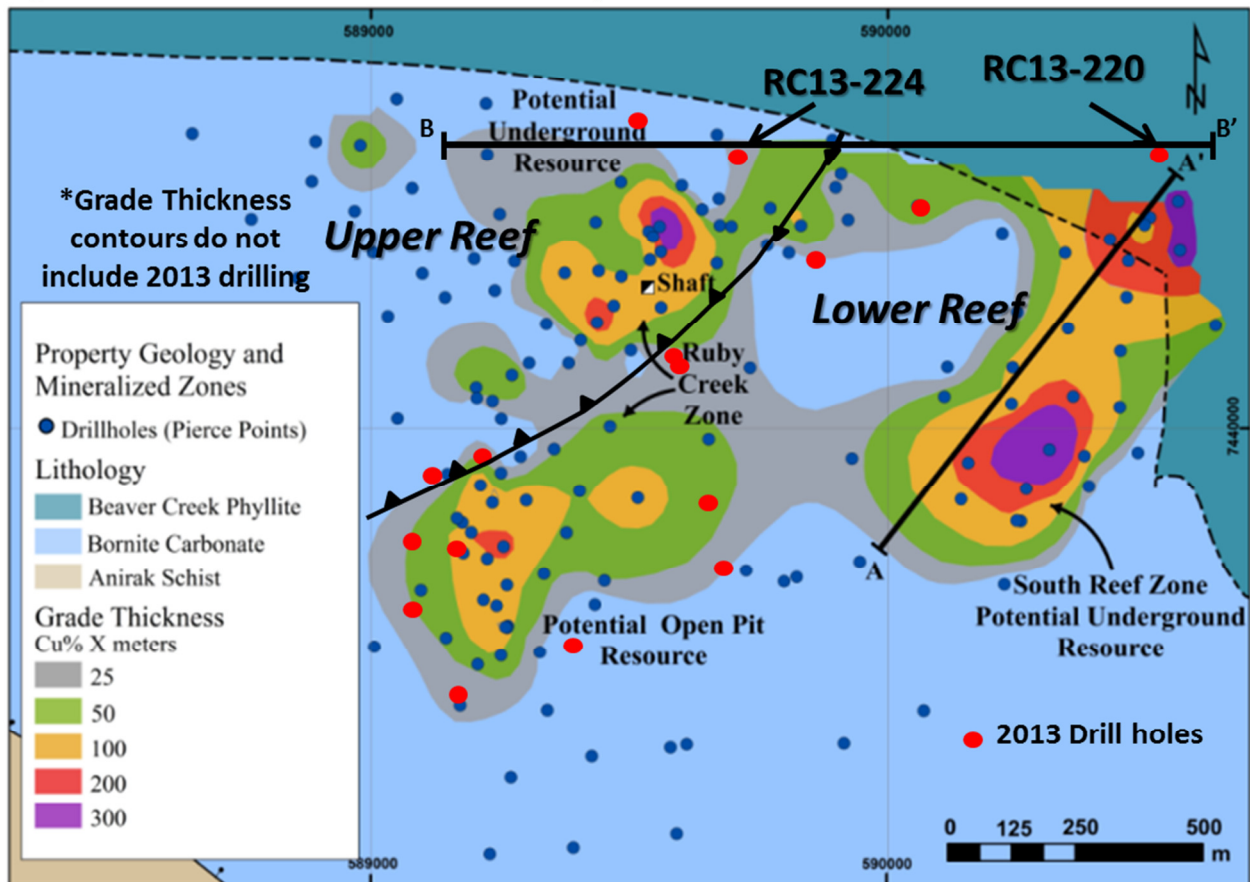 589000
590000
RC13-224
RC13-220
N
Potential
Underground
Resource
B
B'
A'
*Grade Thickness
contours do not
include 2013 drilling
Upper Reef
Shaft
Lower Reef
Ruby
Creek
Zone
7440000
Property Geology and
Mineralized Zones
Drillholes (Pierce Points)
Lithology
Beaver Creek Phyllite
Bornite Carbonate
Anirak Schist
Grade Thickness
Cu% X meters
25
50
100
200
300
A
South Reef Zone
Potential Underground
Resource
Potential Open Pit
Resource
2013 Drill holes
0 125 250 500
m
589000
590000